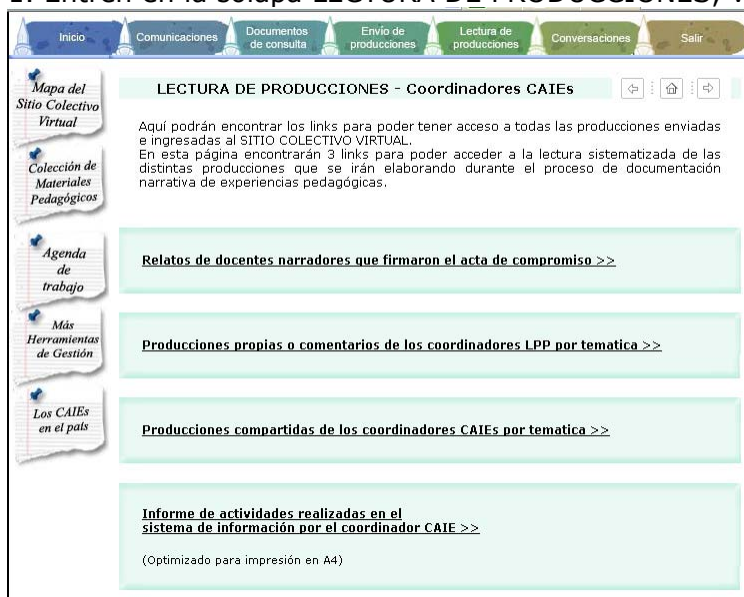 1. Entren en la solapa LECTURA DE PRODUCCIONES,
Inicio
Comunicaciones
Documentos
de consulta
Envío de
producciones
Lectura de
producciones
Conversaciones
Salir
Mapa del
Sitio Colectivo
Virtual
Colección de
Materiales
Pedagógicos
Agenda
de
trabajo
Más
Herramientas
de Gestión
Los CAIEs
en el país
LECTURA DE PRODUCCIONES - Coordinadores CAIEs
Aquí podrán encontrar los links para poder tener acceso a todas las producciones enviadas
e ingresadas al SITIO COLECTIVO VIRTUAL.
En esta página encontrarán 3 links para poder acceder a la lectura sistematizada de las
distintas producciones que se irán elaborando durante el proceso de documentación
narrativa de experiencias pedagógicas.
Relatos de docentes narradores que firmaron el acta de compromiso >>
Producciones propias o comentarios de los coordinadores LPP por tematica >>
Producciones compartidas de los coordinadores CAIEs por tematica >>
Informe de actividades realizadas en el
sistema de información por el coordinador CAIE >>
(Optimizado para impresión en A4)